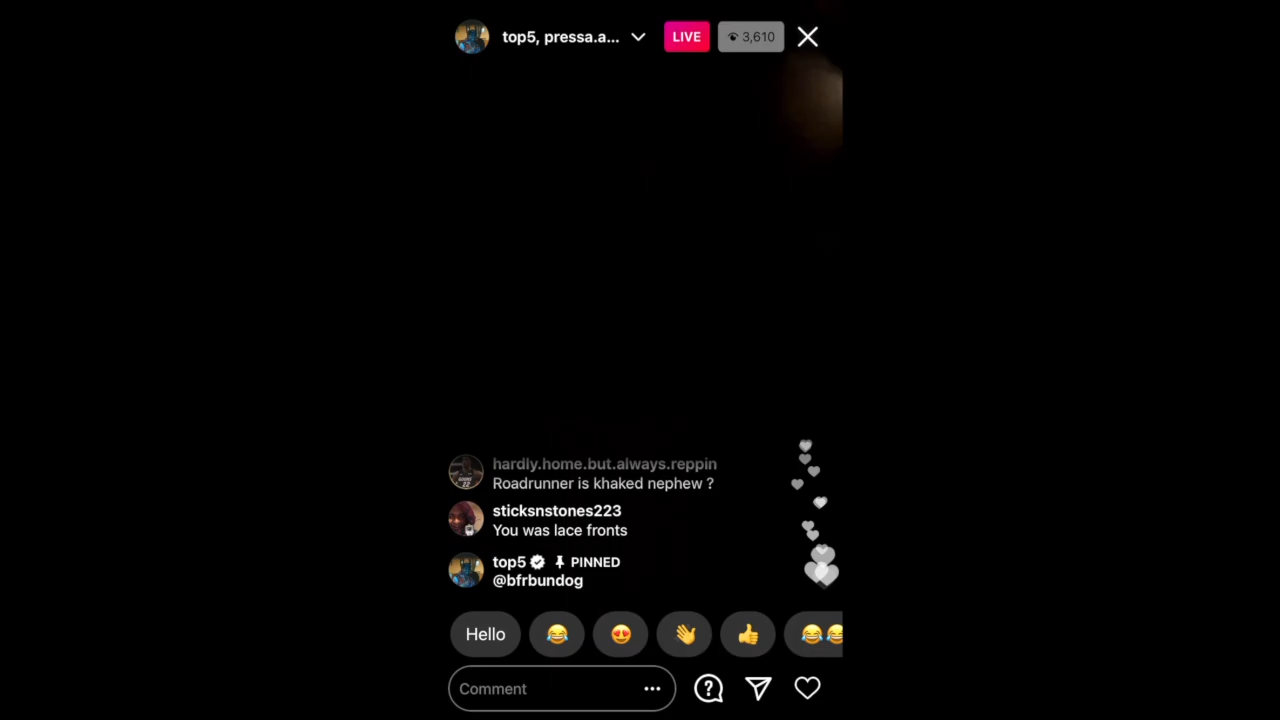 top5, pressa.a...
LIVE
3,610
hardly.home.but.always.reppin
Roadrunner is khaked nephew ?
sticksnstones223
You was lace fronts
top5 PINNED
@bfrbundog
Hello
Comment